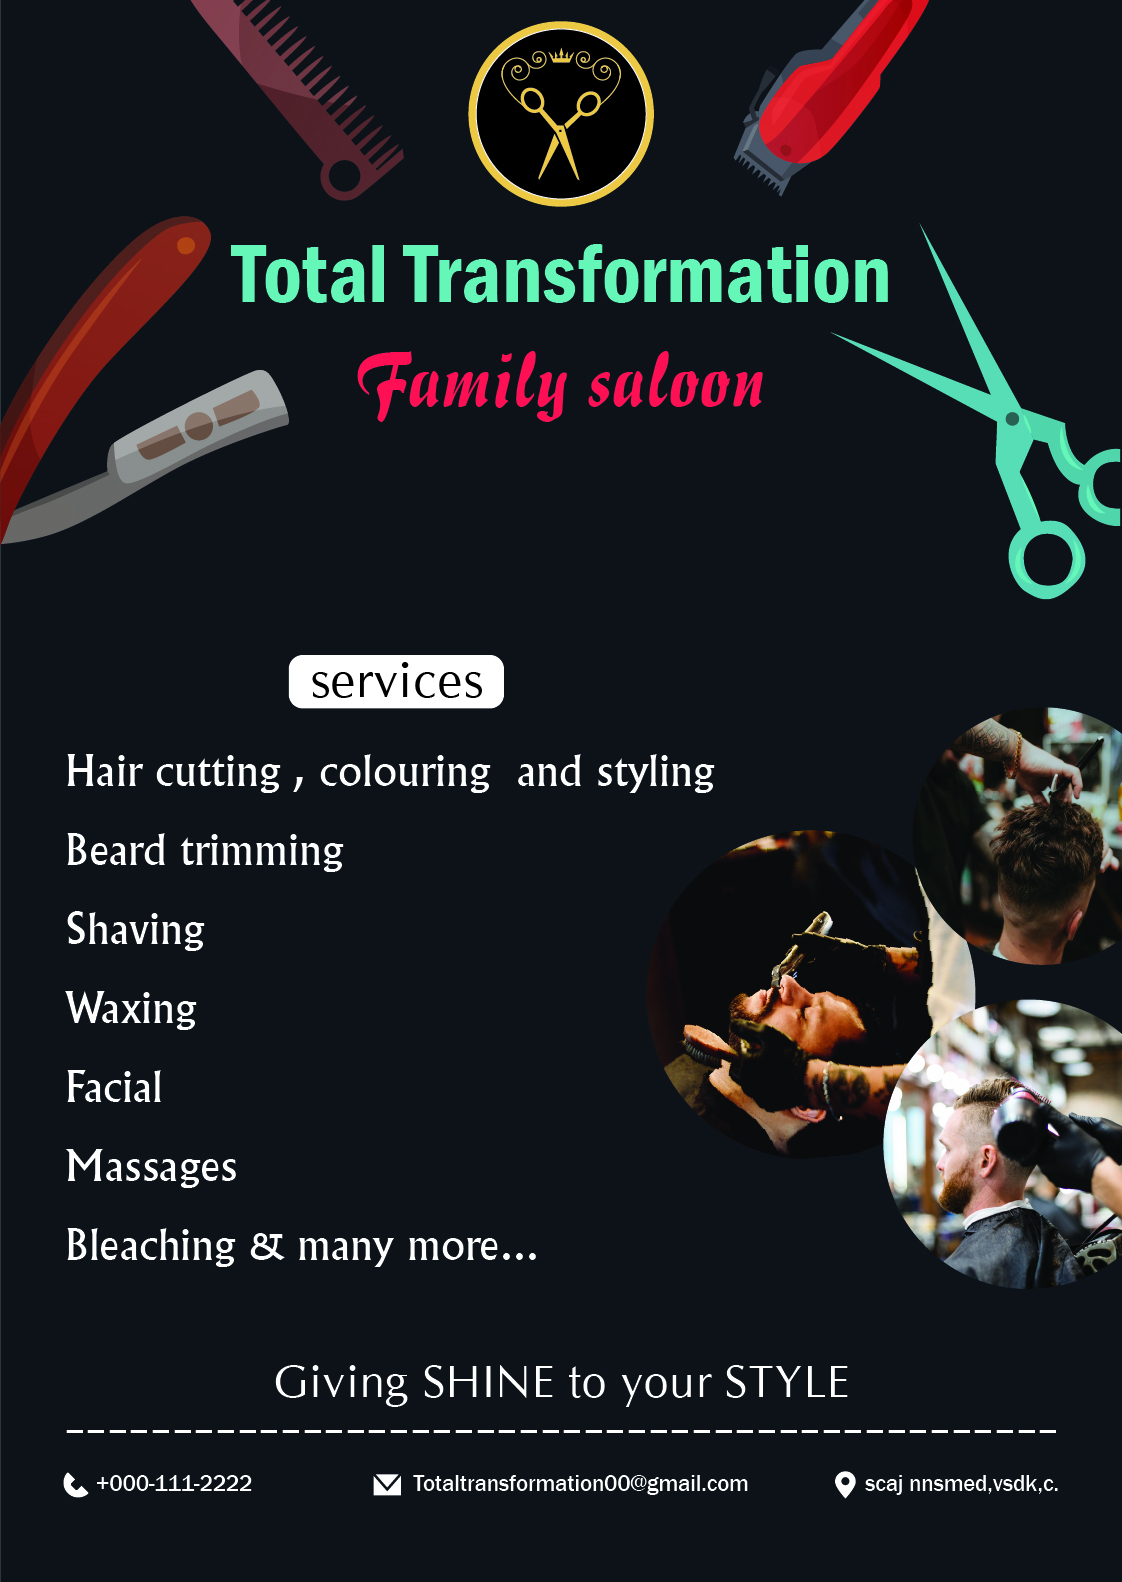 Total Transformation
Family saloon
services
Hair cutting , colouring  and styling
Beard trimming
Shaving
Waxing
Facial
Massages
Bleaching & many more...
Giving SHINE to your STYLE
+000-111-2222
Totaltransformation00@gmail.com
scaj nnsmed,vsdk,c.